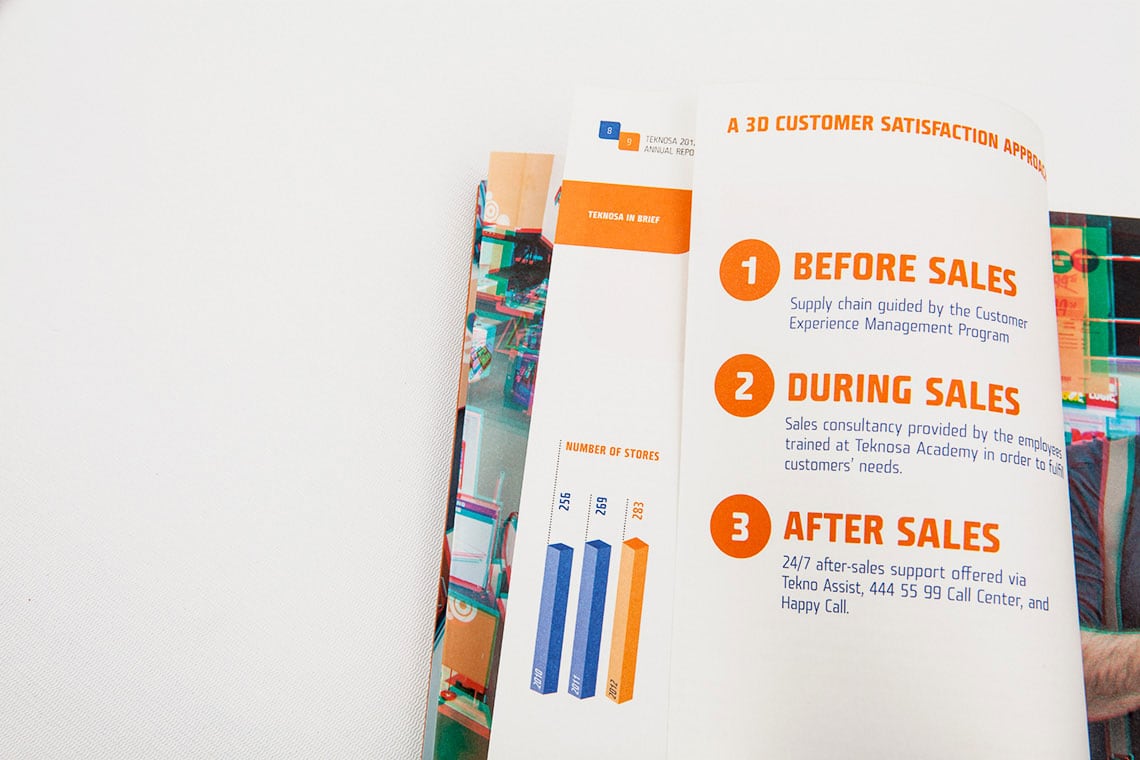 8
9
TEKNOSA 2012
ANNUAL REPO
TEKNOSA IN BRIEF
NUMBER OF STORES
256
269
283
2010
2011
2012
A 3D CUSTOMER SATISFACTION APPROAC
1 BEFORE SALES
Supply chain guided by the Customer
Experience Management Program
2 DURING SALES
Sales consultancy provided by the employees
trained at Teknosa Academy in order to fulfil
customers' needs.
3 AFTER SALES
24/7 after-sales support offered via
Tekno Assist, 444 55 99 Call Center, and
Happy Call.